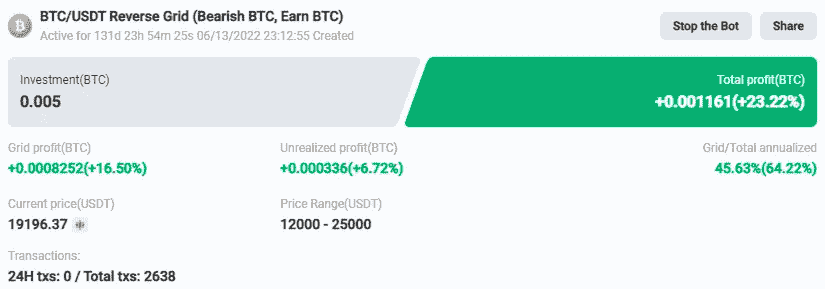 BTC/USDT Reverse Grid (Bearish BTC, Earn BTC)
Active for 131d 23h 54m 25s 06/13/2022 23:12:55 Created
Stop the Bot
Share
Investment(BTC)
0.005
Total profit(BTC)
+0.001161(+23.22%)
Grid profit(BTC)
+0.0008252(+16.50%)
Unrealized profit(BTC)
+0.000336(+6.72%)
Grid/Total annualized
45.63%(64.22%)
Current price(USDT)
19196.37
Price Range(USDT)
12000 - 25000
Transactions:
24H txs: 0 / Total txs: 2638